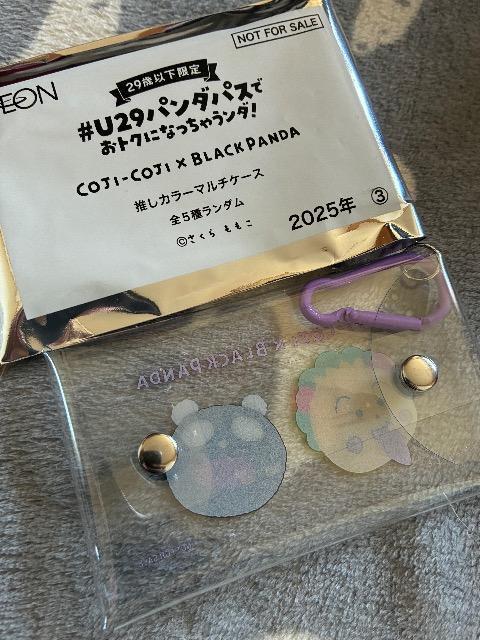 AEON
NOT FOR SALE
29歳以下限定
#U29パンダパスで
おトクになっちゃうンダ!
COJI-COJI × BLACK PANDA
推しカラーマルチケース
全5種ランダム
2025年 ③
©さくら ももこ
× BLACK PANDA